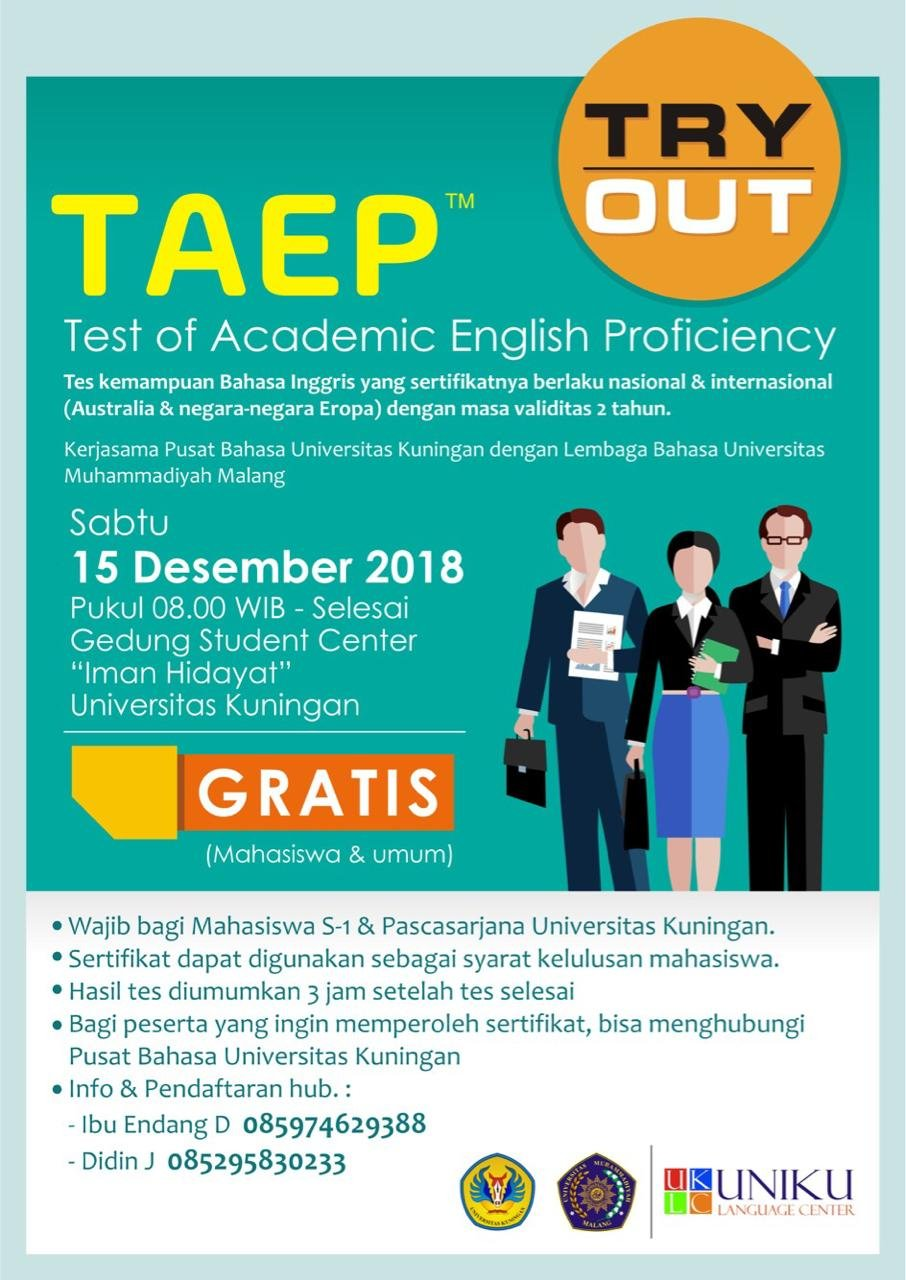 TRY
OUT
TAEP™
Test of Academic English Proficiency
Tes kemampuan Bahasa Inggris yang sertifikatnya berlaku nasional & internasional
(Australia & negara-negara Eropa) dengan masa validitas 2 tahun.
Kerjasama Pusat Bahasa Universitas Kuningan dengan Lembaga Bahasa Universitas
Muhammadiyah Malang
Sabtu
15 Desember 2018
Pukul 08.00 WIB - Selesai
Gedung Student Center
“Iman Hidayat”
Universitas Kuningan
GRATIS
(Mahasiswa & umum)
• Wajib bagi Mahasiswa S-1 & Pascasarjana Universitas Kuningan.
• Sertifikat dapat digunakan sebagai syarat kelulusan mahasiswa.
• Hasil tes diumumkan 3 jam setelah tes selesai
• Bagi peserta yang ingin memperoleh sertifikat, bisa menghubungi
Pusat Bahasa Universitas Kuningan
• Info & Pendaftaran hub. :
- Ibu Endang D 085974629388
- Didin J 085295830233
UNIVERSITAS KUNINGAN
UNIVERSITAS MUHAMMADIYAH
MALANG
UK
LC
UNIKU
LANGUAGE CENTER